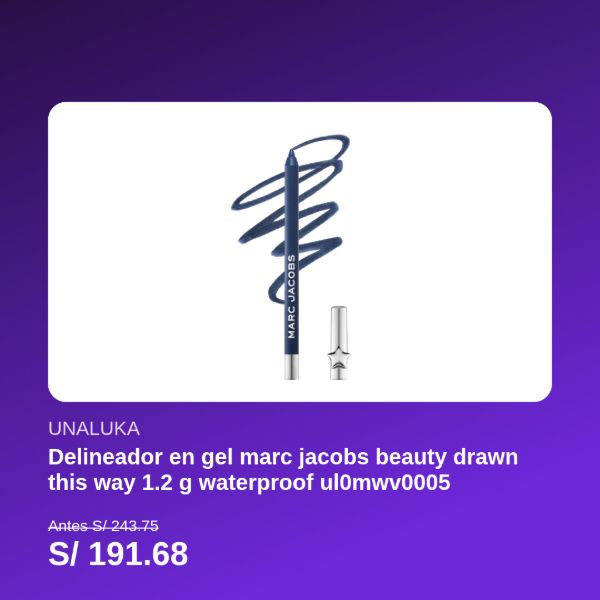 MARC JACOBS
UNALUKA
Delineador en gel marc jacobs beauty drawn
this way 1.2 g waterproof ul0mwv0005
Antes S/ 243.75
S/ 191.68